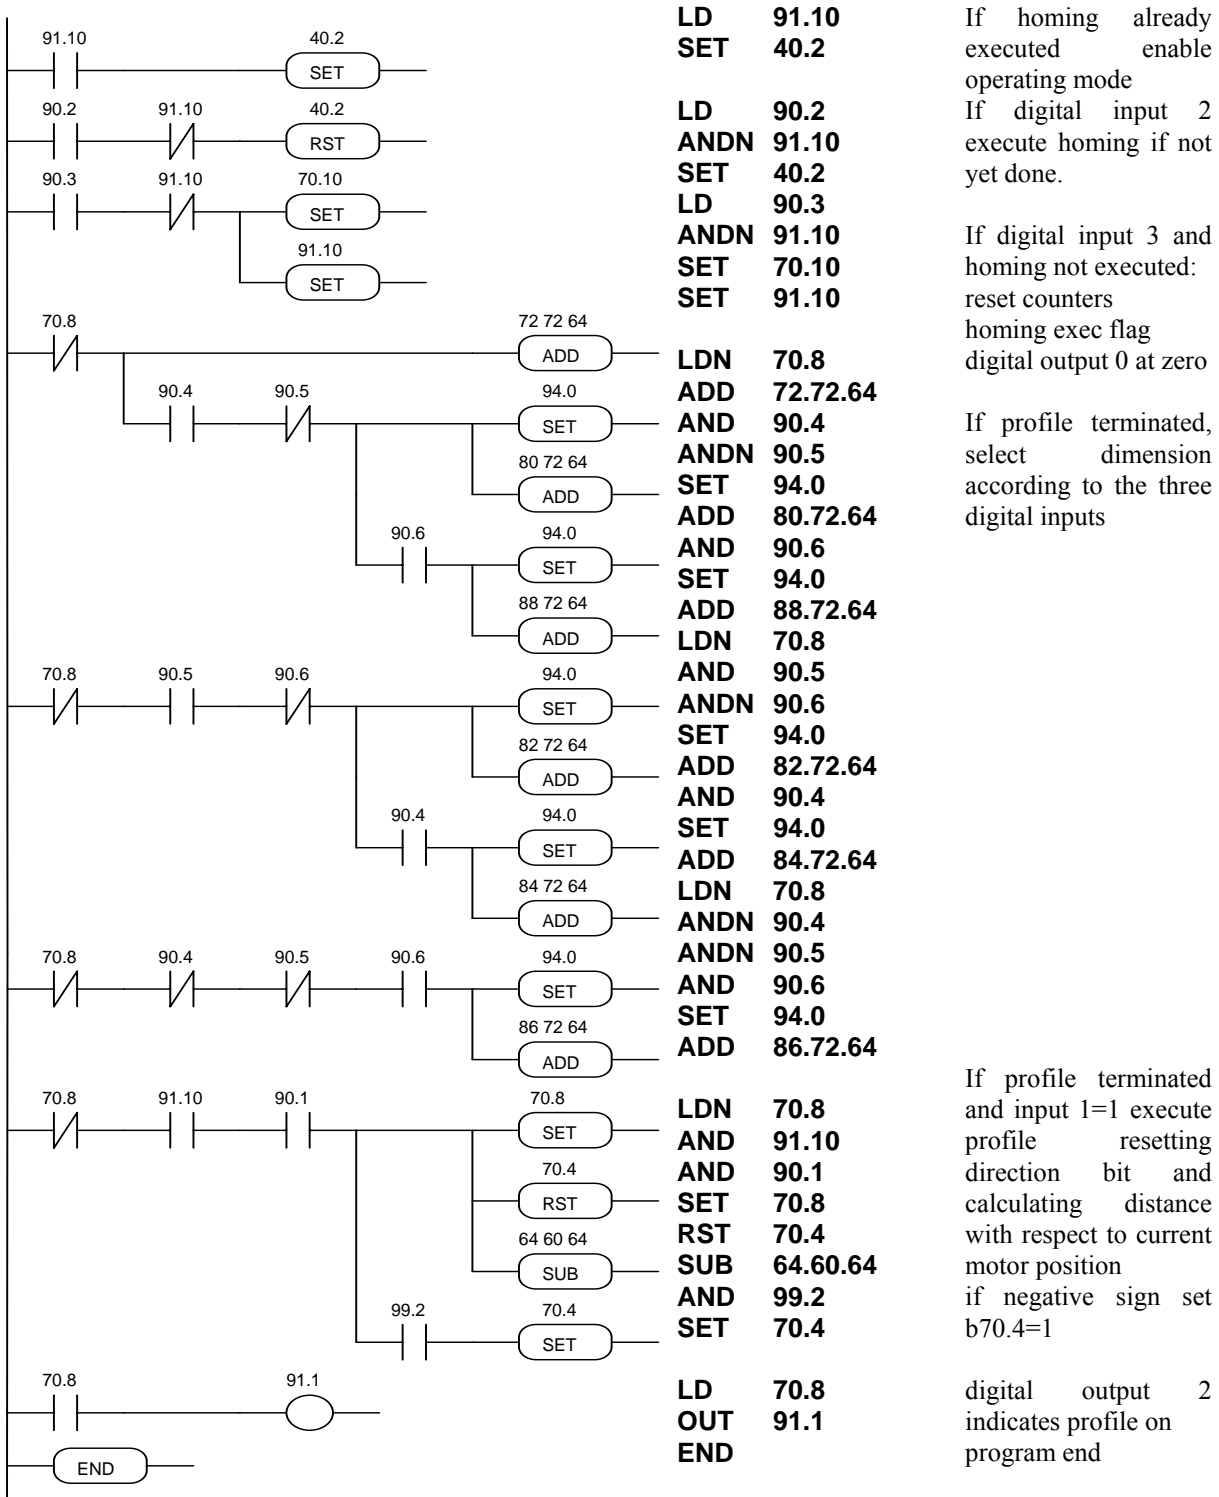 91.10 40.2
SET
90.2 91.10 40.2
RST
90.3 91.10 70.10
SET
91.10
SET
70.8 72 72 64
ADD
90.4 90.5 94.0
SET
80 72 64
ADD
90.6 94.0
SET
88 72 64
ADD
70.8 90.5 90.6 94.0
SET
82 72 64
ADD
90.4 94.0
SET
84 72 64
ADD
70.8 90.4 90.5 90.6 94.0
SET
86 72 64
ADD
70.8 91.10 90.1 70.8
SET
70.4
RST
64 60 64
SUB
99.2 70.4
SET
70.8 91.1
END
LD 91.10
SET 40.2
LD 90.2
ANDN 91.10
SET 40.2
LD 90.3
ANDN 91.10
SET 70.10
SET 91.10
LDN 70.8
ADD 72.72.64
AND 90.4
ANDN 90.5
SET 94.0
ADD 80.72.64
AND 90.6
SET 94.0
ADD 88.72.64
LDN 70.8
AND 90.5
ANDN 90.6
SET 94.0
ADD 82.72.64
AND 90.4
SET 94.0
ADD 84.72.64
LDN 70.8
ANDN 90.4
ANDN 90.5
AND 90.6
SET 94.0
ADD 86.72.64
LDN 70.8
AND 91.10
AND 90.1
SET 70.8
RST 70.4
SUB 64.60.64
AND 99.2
SET 70.4
LD 70.8
OUT 91.1
END
If homing already
executed enable
operating mode
If digital input 2
execute homing if not
yet done.
If digital input 3 and
homing not executed:
reset counters
homing exec flag
digital output 0 at zero
If profile terminated,
select dimension
according to the three
digital inputs
If profile terminated
and input 1=1 execute
profile resetting
direction bit and
calculating distance
with respect to current
motor position
if negative sign set
b70.4=1
digital output 2
indicates profile on
program end